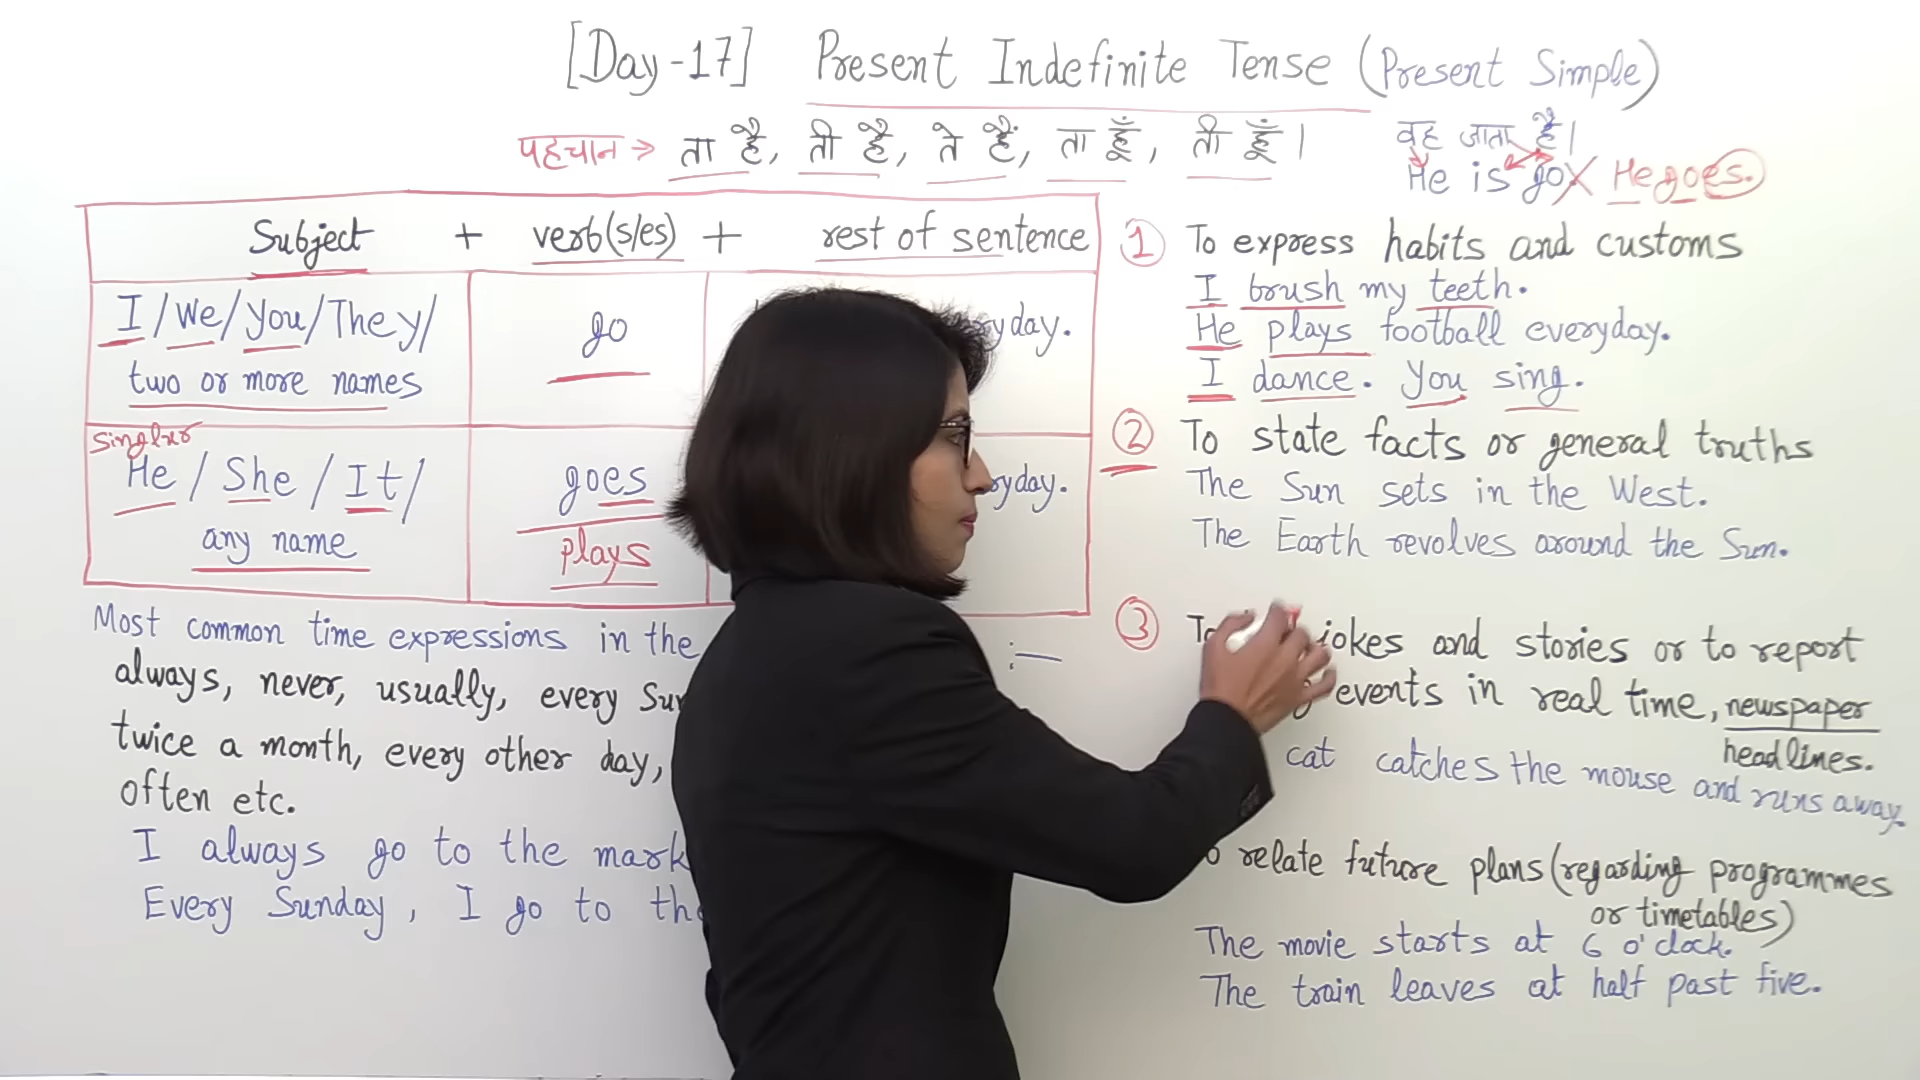 [Day-17] Present Indefinite Tense (Present Simple)
पहचान → ता है, ती है, ते हैं, ता हूँ, ती हूँ।
वह जाता है।
He is go X He goes.
Subject + verb(s/es) + rest of sentence
I/We/You/They/
two or more names
go
day.
Singlur
He / She / It /
any name
goes
plays
day.
Most common time expressions in the :—
always, never, usually, every
twice a month, every other day,
often etc.
I always go to the
Every Sunday, I go to
1 To express habits and customs
I brush my teeth.
He plays football everyday.
I dance. You sing.
2 To state facts or general truths
The Sun sets in the West.
The Earth revolves around the Sun.
3 jokes and stories or to report
events in real time, newspaper
headlines.
cat catches the mouse and runs away.
relate future plans (regarding programmes
or timetables)
The movie starts at 6 o'clock.
The train leaves at half past five.